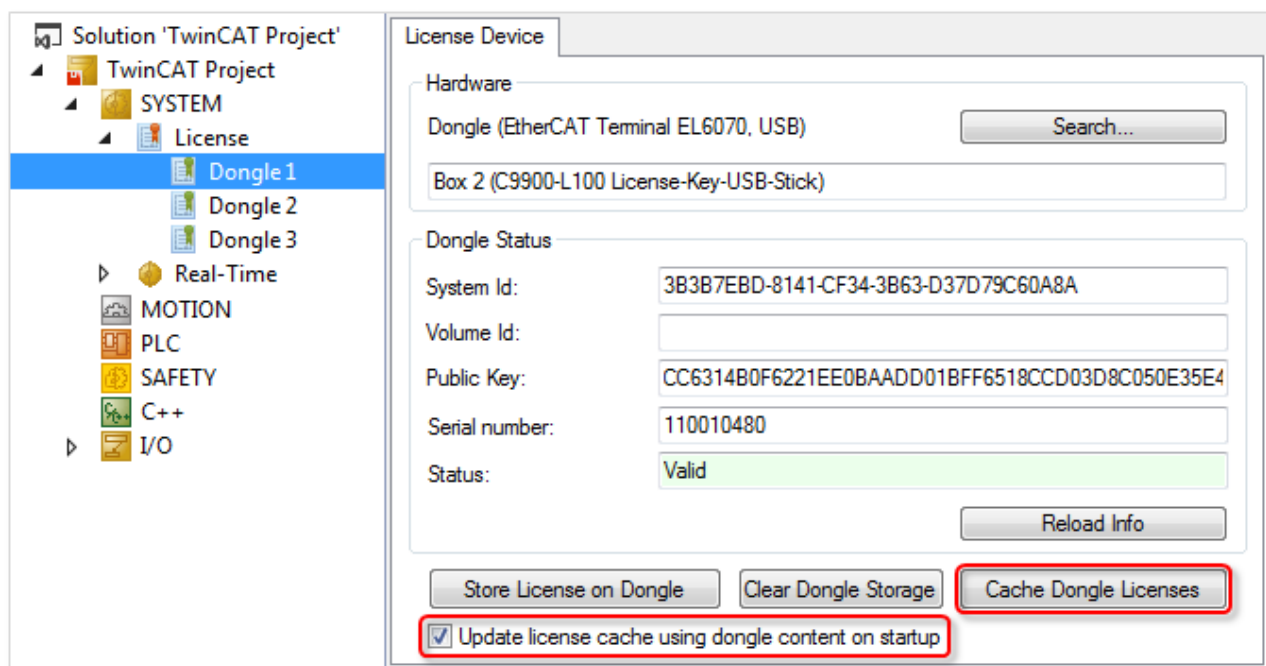 Solution 'TwinCAT Project'
TwinCAT Project
SYSTEM
License
Dongle 1
Dongle 2
Dongle 3
Real-Time
MOTION
PLC
SAFETY
C++
I/O
License Device
Hardware
Dongle (EtherCAT Terminal EL6070, USB)
Search...
Box 2 (C9900-L100 License-Key-USB-Stick)
Dongle Status
System Id: 3B3B7EBD-8141-CF34-3B63-D37D79C60A8A
Volume Id:
Public Key: CC6314B0F6221EE0BAADD01BFF6518CCD03D8C050E35E4
Serial number: 110010480
Status: Valid
Reload Info
Store License on Dongle Clear Dongle Storage Cache Dongle Licenses
Update license cache using dongle content on startup